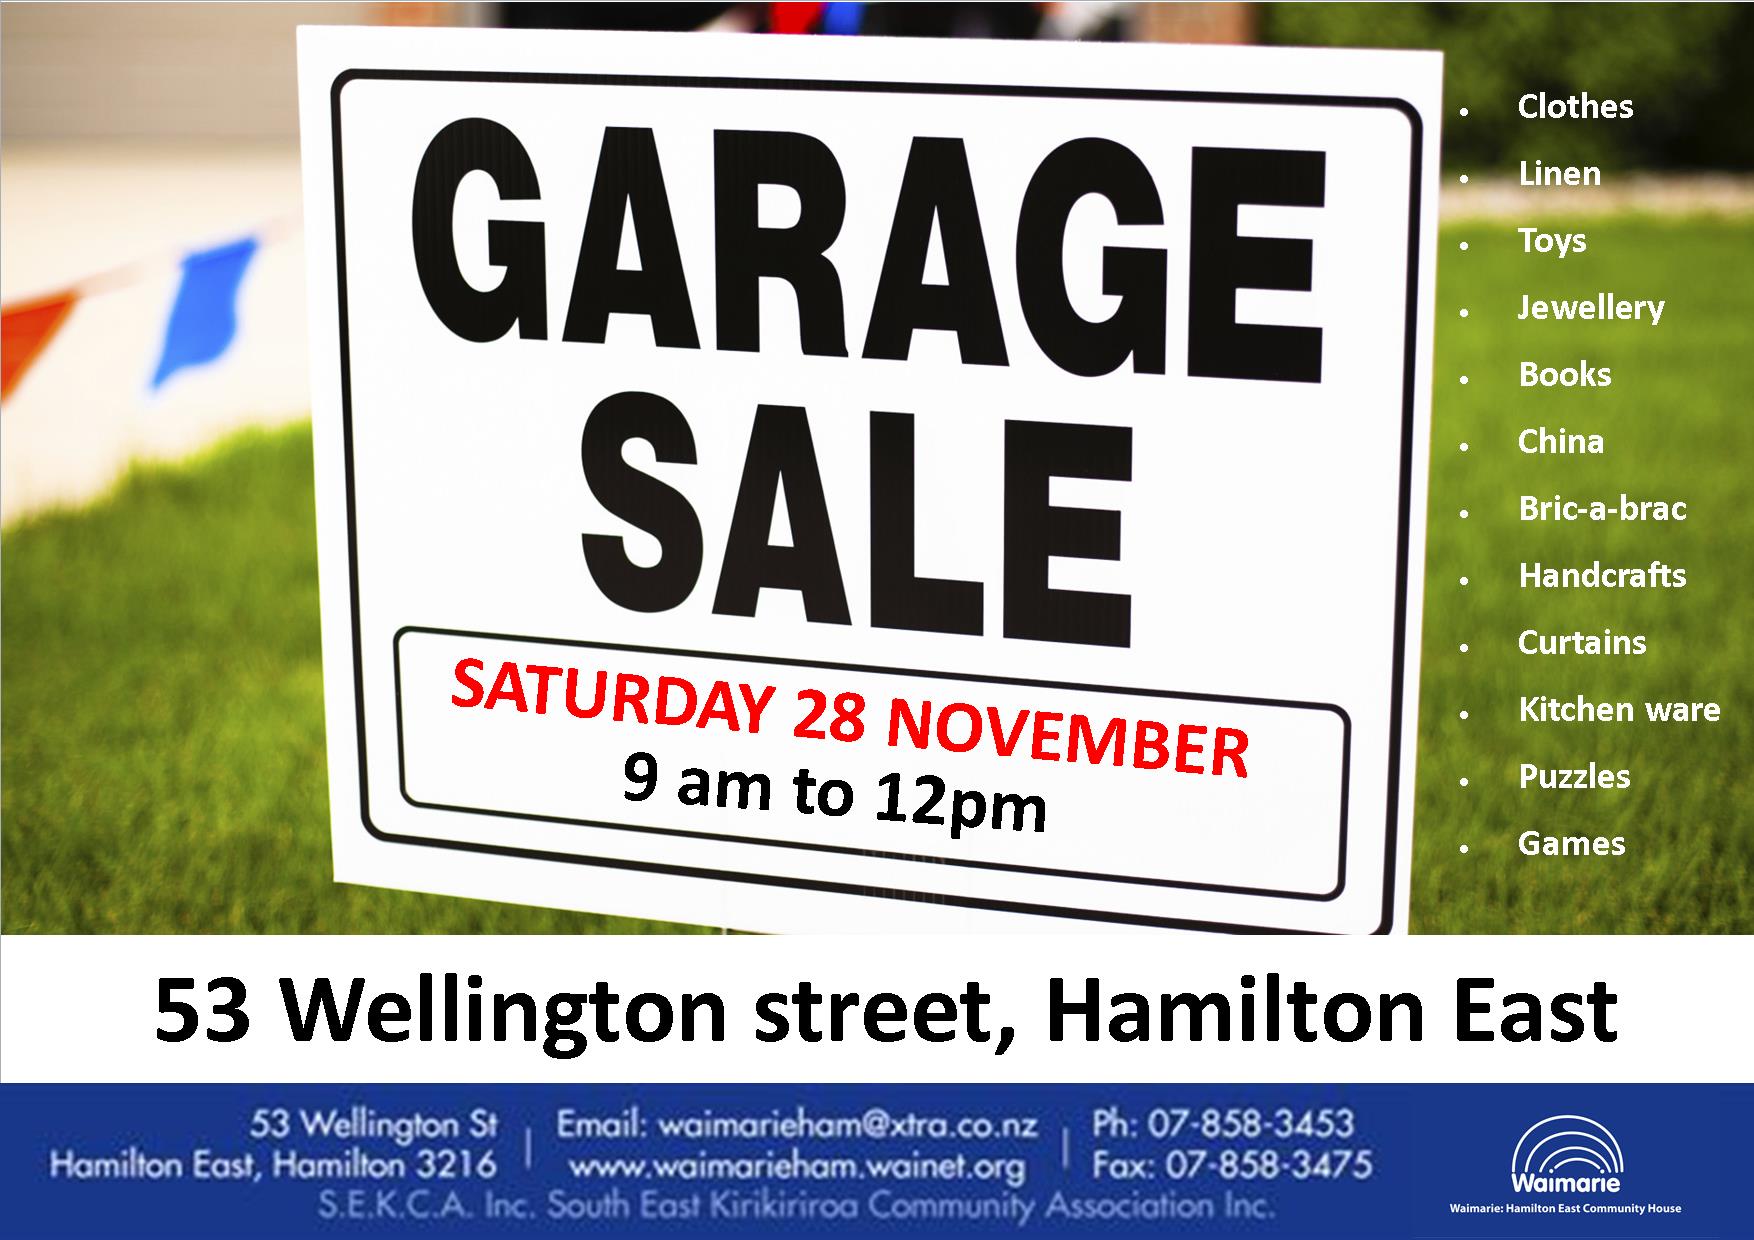 GARAGE
SALE
SATURDAY 28 NOVEMBER
9 am to 12pm
• Clothes
• Linen
• Toys
• Jewellery
• Books
• China
• Bric-a-brac
• Handcrafts
• Curtains
• Kitchen ware
• Puzzles
• Games
53 Wellington street, Hamilton East
53 Wellington St
Hamilton East, Hamilton 3216
Email: waimarieham@xtra.co.nz
www.waimarieham.wainet.org
Ph: 07-858-3453
Fax: 07-858-3475
S.E.K.C.A. Inc. South East Kirikiriroa Community Association Inc.
Waimarie
Waimarie: Hamilton East Community House